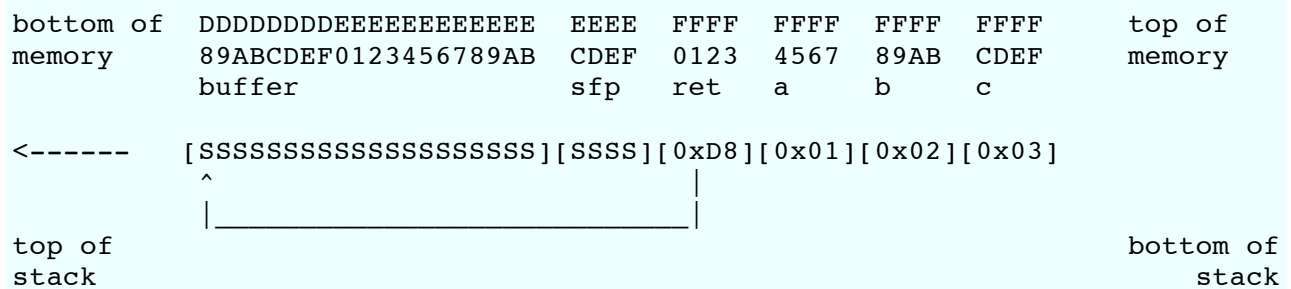 bottom of  DDDDDDDDEEEEEEEEEEEE  EEEE  FFFF  FFFF  FFFF  FFFF     top of
memory     89ABCDEF0123456789AB  CDEF  0123  4567  89AB  CDEF     memory
           buffer                sfp   ret   a     b     c
<------   [SSSSSSSSSSSSSSSSSSSS][SSSS][0xD8][0x01][0x02][0x03]
           ^                            |
           |____________________________|
top of                                                            bottom of
stack                                                                 stack